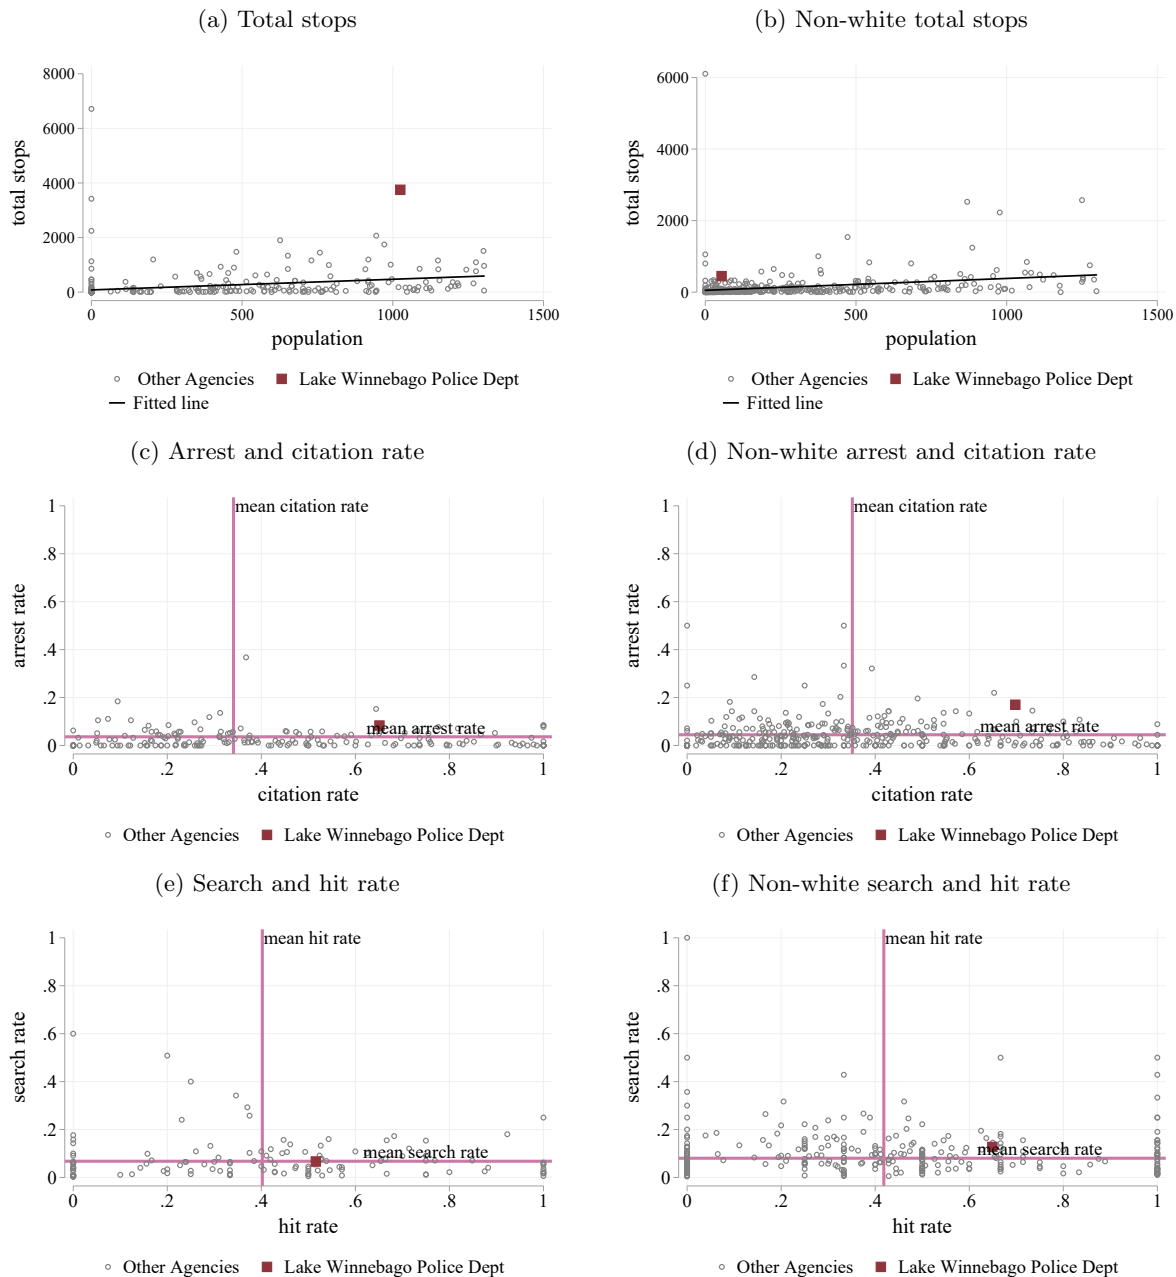 (a) Total stops
(b) Non-white total stops
8000
6000
4000
2000
0
total stops
0
500
1000
1500
population
Other Agencies
Lake Winnebago Police Dept
Fitted line
6000
4000
2000
0
total stops
0
500
1000
1500
population
Other Agencies
Lake Winnebago Police Dept
Fitted line
(c) Arrest and citation rate
(d) Non-white arrest and citation rate
1
.8
.6
.4
.2
0
arrest rate
mean citation rate
mean arrest rate
0
.2
.4
.6
.8
1
citation rate
Other Agencies
Lake Winnebago Police Dept
1
.8
.6
.4
.2
0
arrest rate
mean citation rate
mean arrest rate
0
.2
.4
.6
.8
1
citation rate
Other Agencies
Lake Winnebago Police Dept
(e) Search and hit rate
(f) Non-white search and hit rate
1
.8
.6
.4
.2
0
search rate
mean hit rate
mean search rate
0
.2
.4
.6
.8
1
hit rate
Other Agencies
Lake Winnebago Police Dept
1
.8
.6
.4
.2
0
search rate
mean hit rate
mean search rate
0
.2
.4
.6
.8
1
hit rate
Other Agencies
Lake Winnebago Police Dept